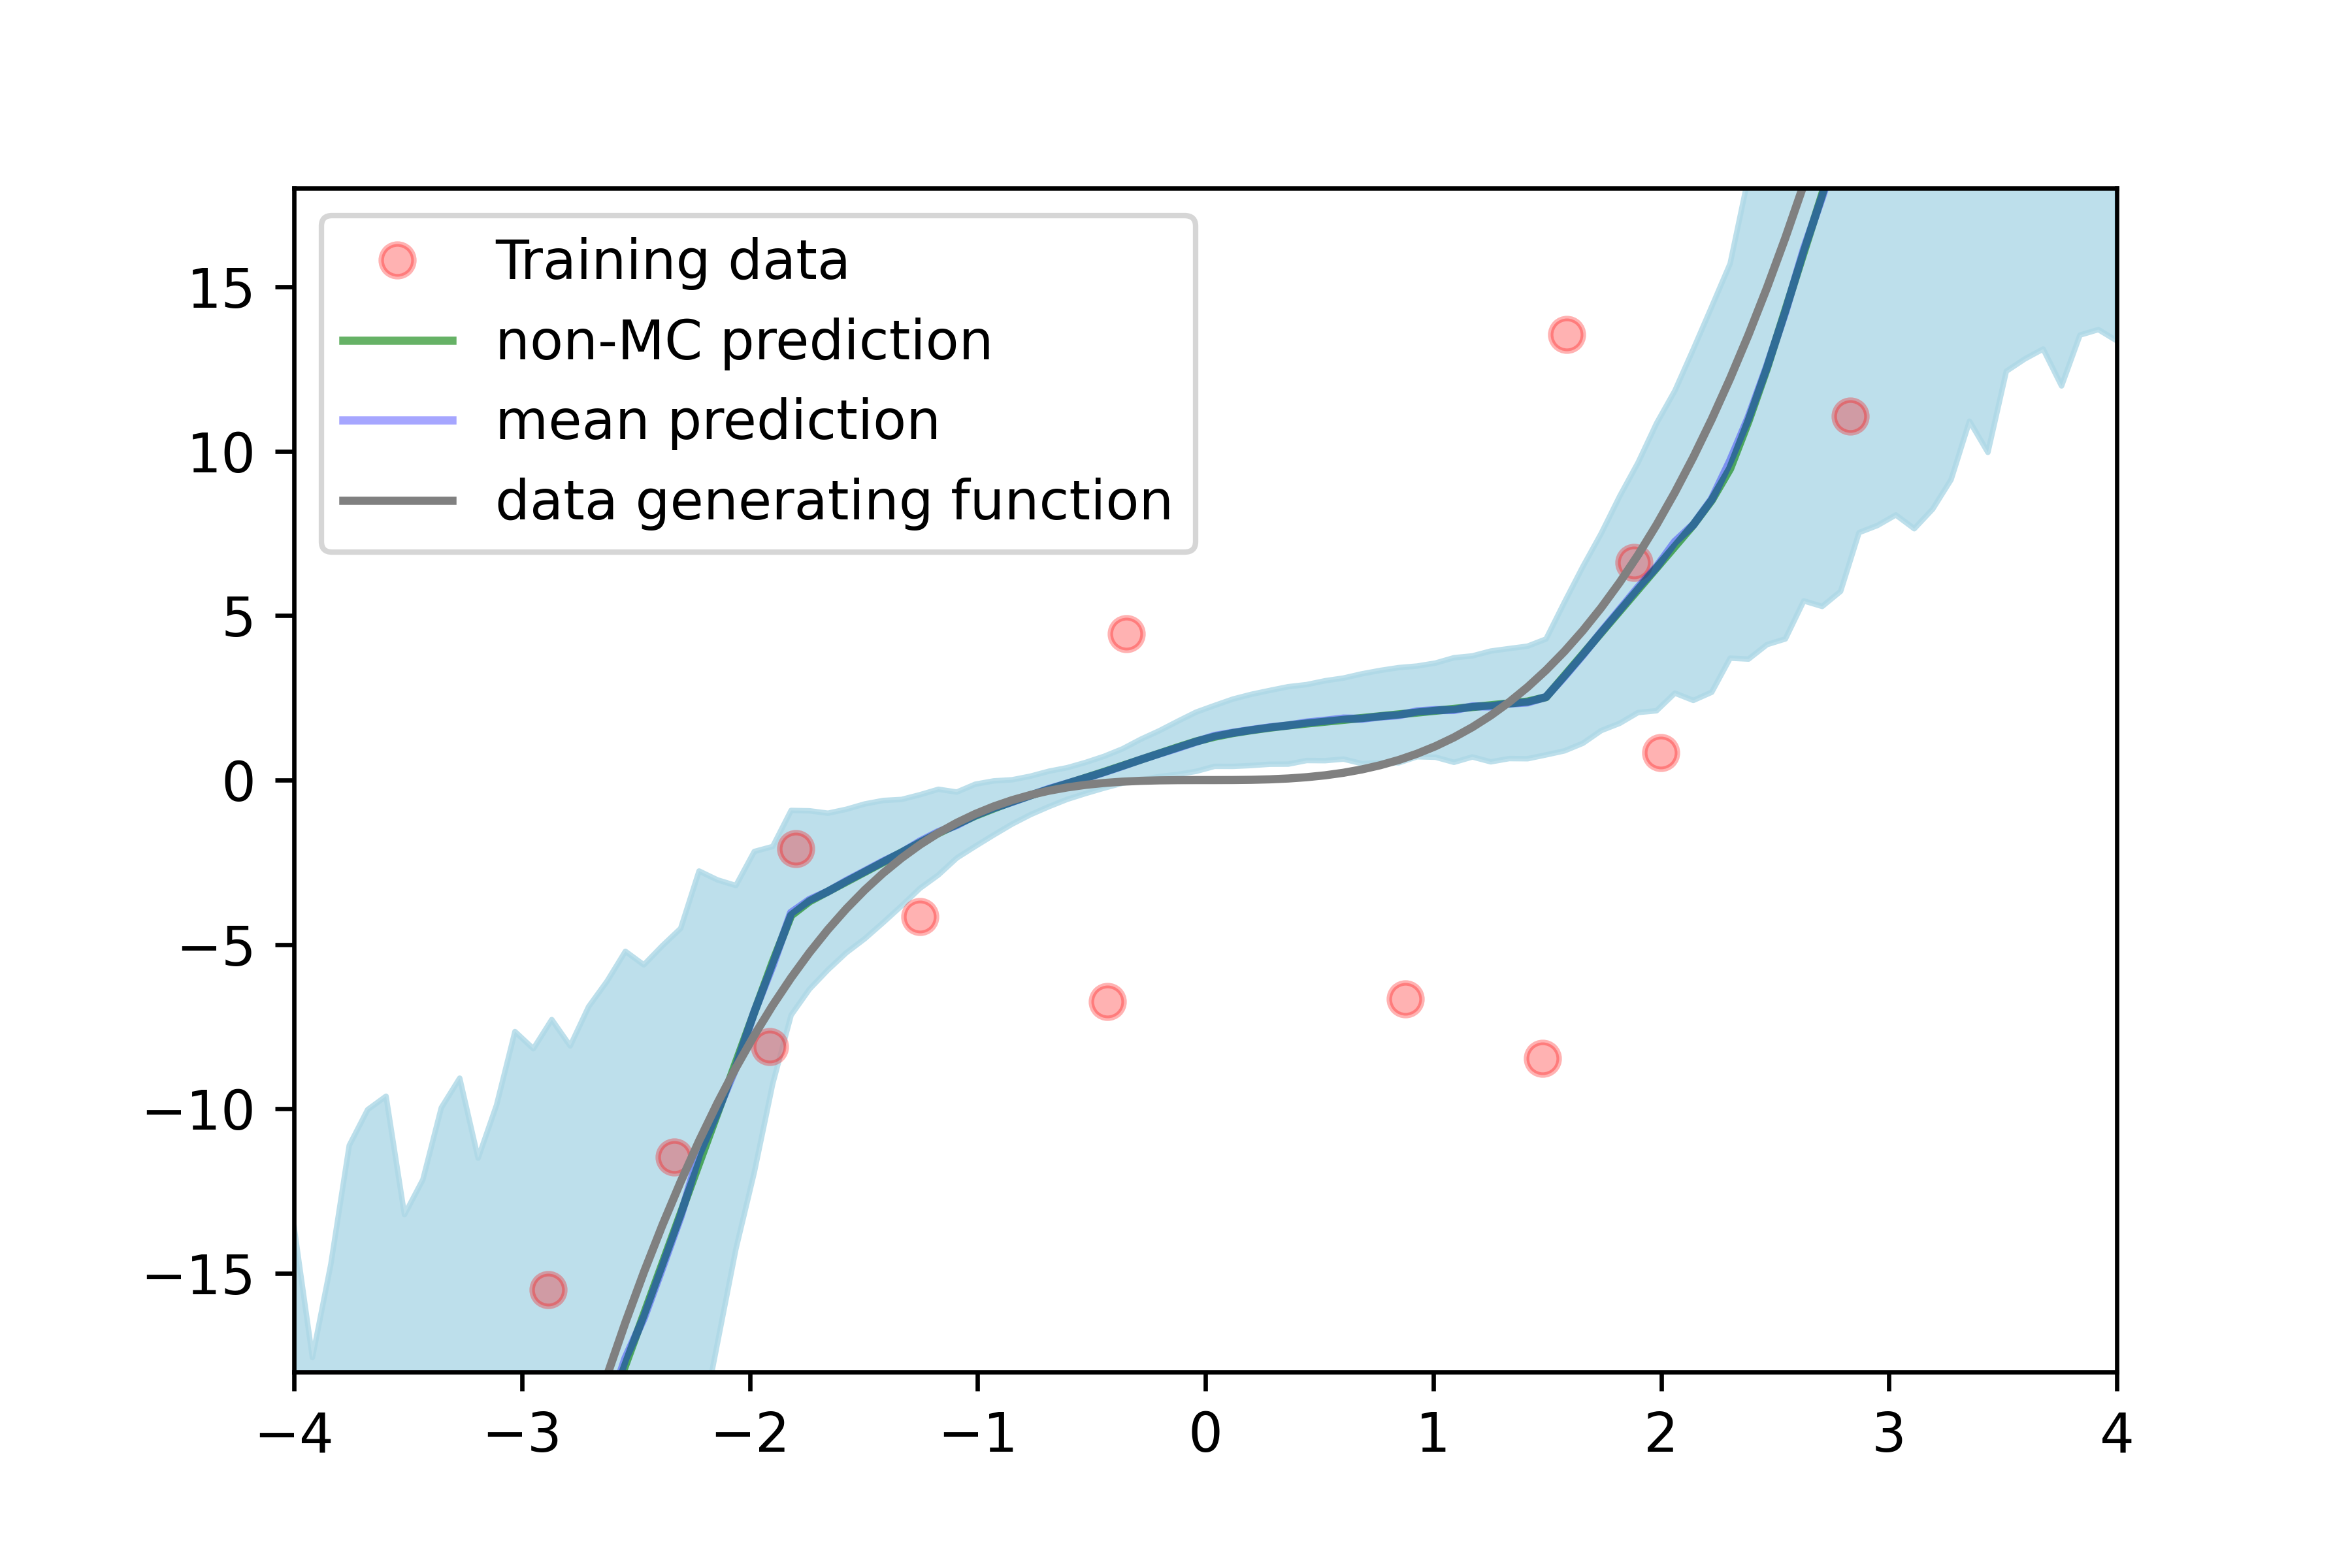 Training data
non-MC prediction
mean prediction
data generating function
15
10
5
0
−5
−10
−15
−4 −3 −2 −1 0 1 2 3 4